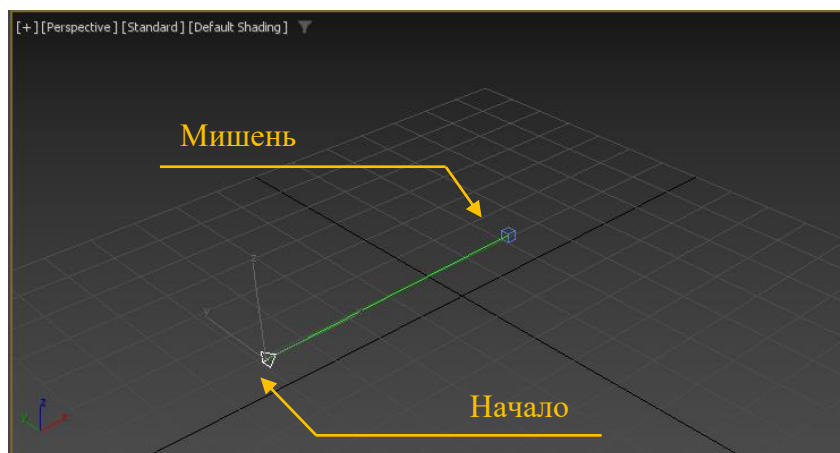 [+] [Perspective] [Standard] [Default Shading]
Мишень
z
y
x
Начало
z
y
x